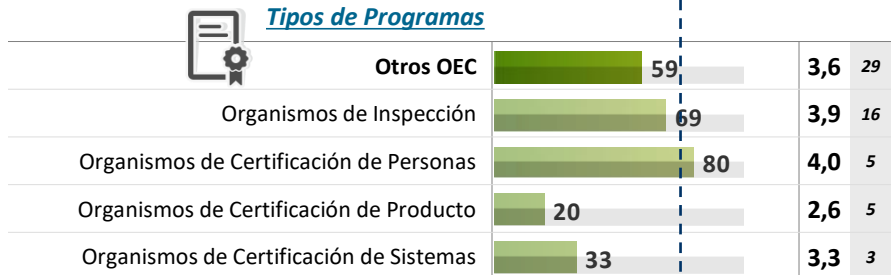 Tipos de Programas
Otros OEC 59 3,6 29
Organismos de Inspección 69 3,9 16
Organismos de Certificación de Personas 80 4,0 5
Organismos de Certificación de Producto 20 2,6 5
Organismos de Certificación de Sistemas 33 3,3 3